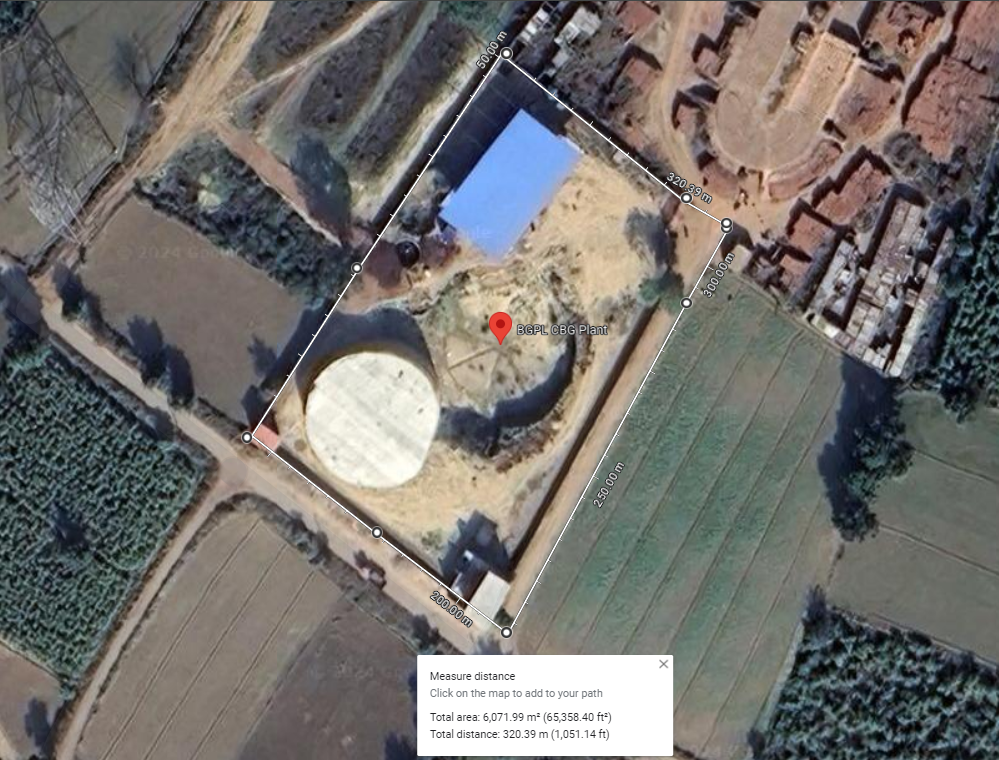 50.00 m
320.39 m
300.00 m
BGPL CBG Plant
250.00 m
200.00 m
Measure distance
Click on the map to add to your path
Total area: 6,071.99 m² (65,358.40 ft²)
Total distance: 320.39 m (1,051.14 ft)